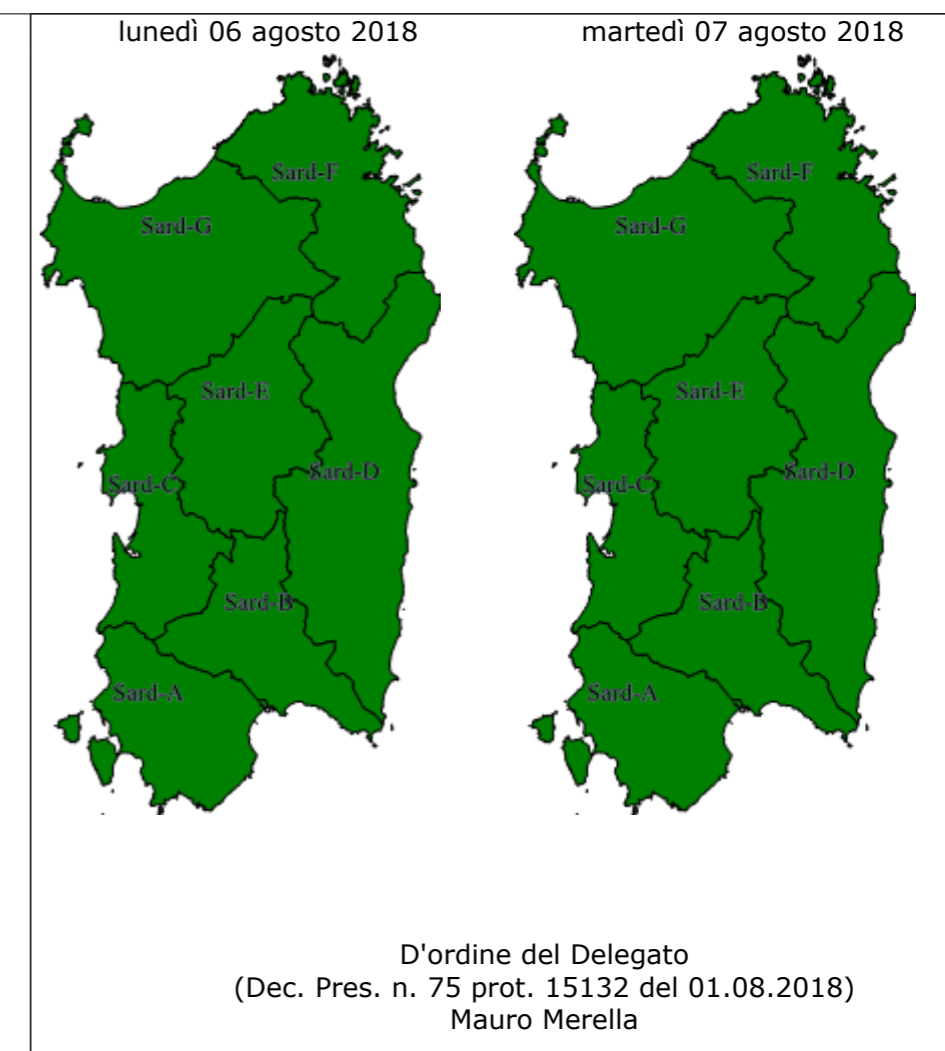 lunedì 06 agosto 2018
Sard-F
Sard-G
Sard-E
Sard-D
Sard-C
Sard-B
Sard-A
martedì 07 agosto 2018
Sard-F
Sard-G
Sard-E
Sard-D
Sard-C
Sard-B
Sard-A
D'ordine del Delegato
(Dec. Pres. n. 75 prot. 15132 del 01.08.2018)
Mauro Merella